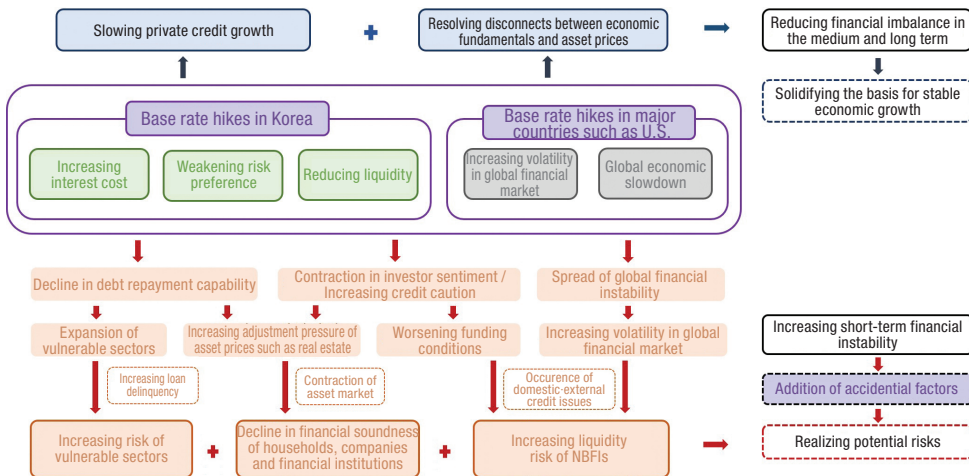 Slowing private credit growth
Resolving disconnects between economic
fundamentals and asset prices
Reducing financial imbalance in
the medium and long term
Solidifying the basis for stable
economic growth
Base rate hikes in Korea
Base rate hikes in major
countries such as U.S.
Increasing
interest cost
Weakening risk
preference
Reducing liquidity
Increasing volatility
in global financial
market
Global economic
slowdown
Decline in debt repayment capability
Contraction in investor sentiment /
Increasing credit caution
Spread of global financial
instability
Expansion of
vulnerable sectors
Increasing adjustment pressure of
asset prices such as real estate
Worsening funding
conditions
Increasing volatility in global
financial market
Increasing short-term financial
instability
Increasing loan
delinquency
Contraction of
asset market
Occurence of
domestic-external
credit issues
Addition of accidential factors
Increasing risk of
vulnerable sectors
Decline in financial soundness
of households, companies
and financial institutions
Increasing liquidity
risk of NBFIs
Realizing potential risks